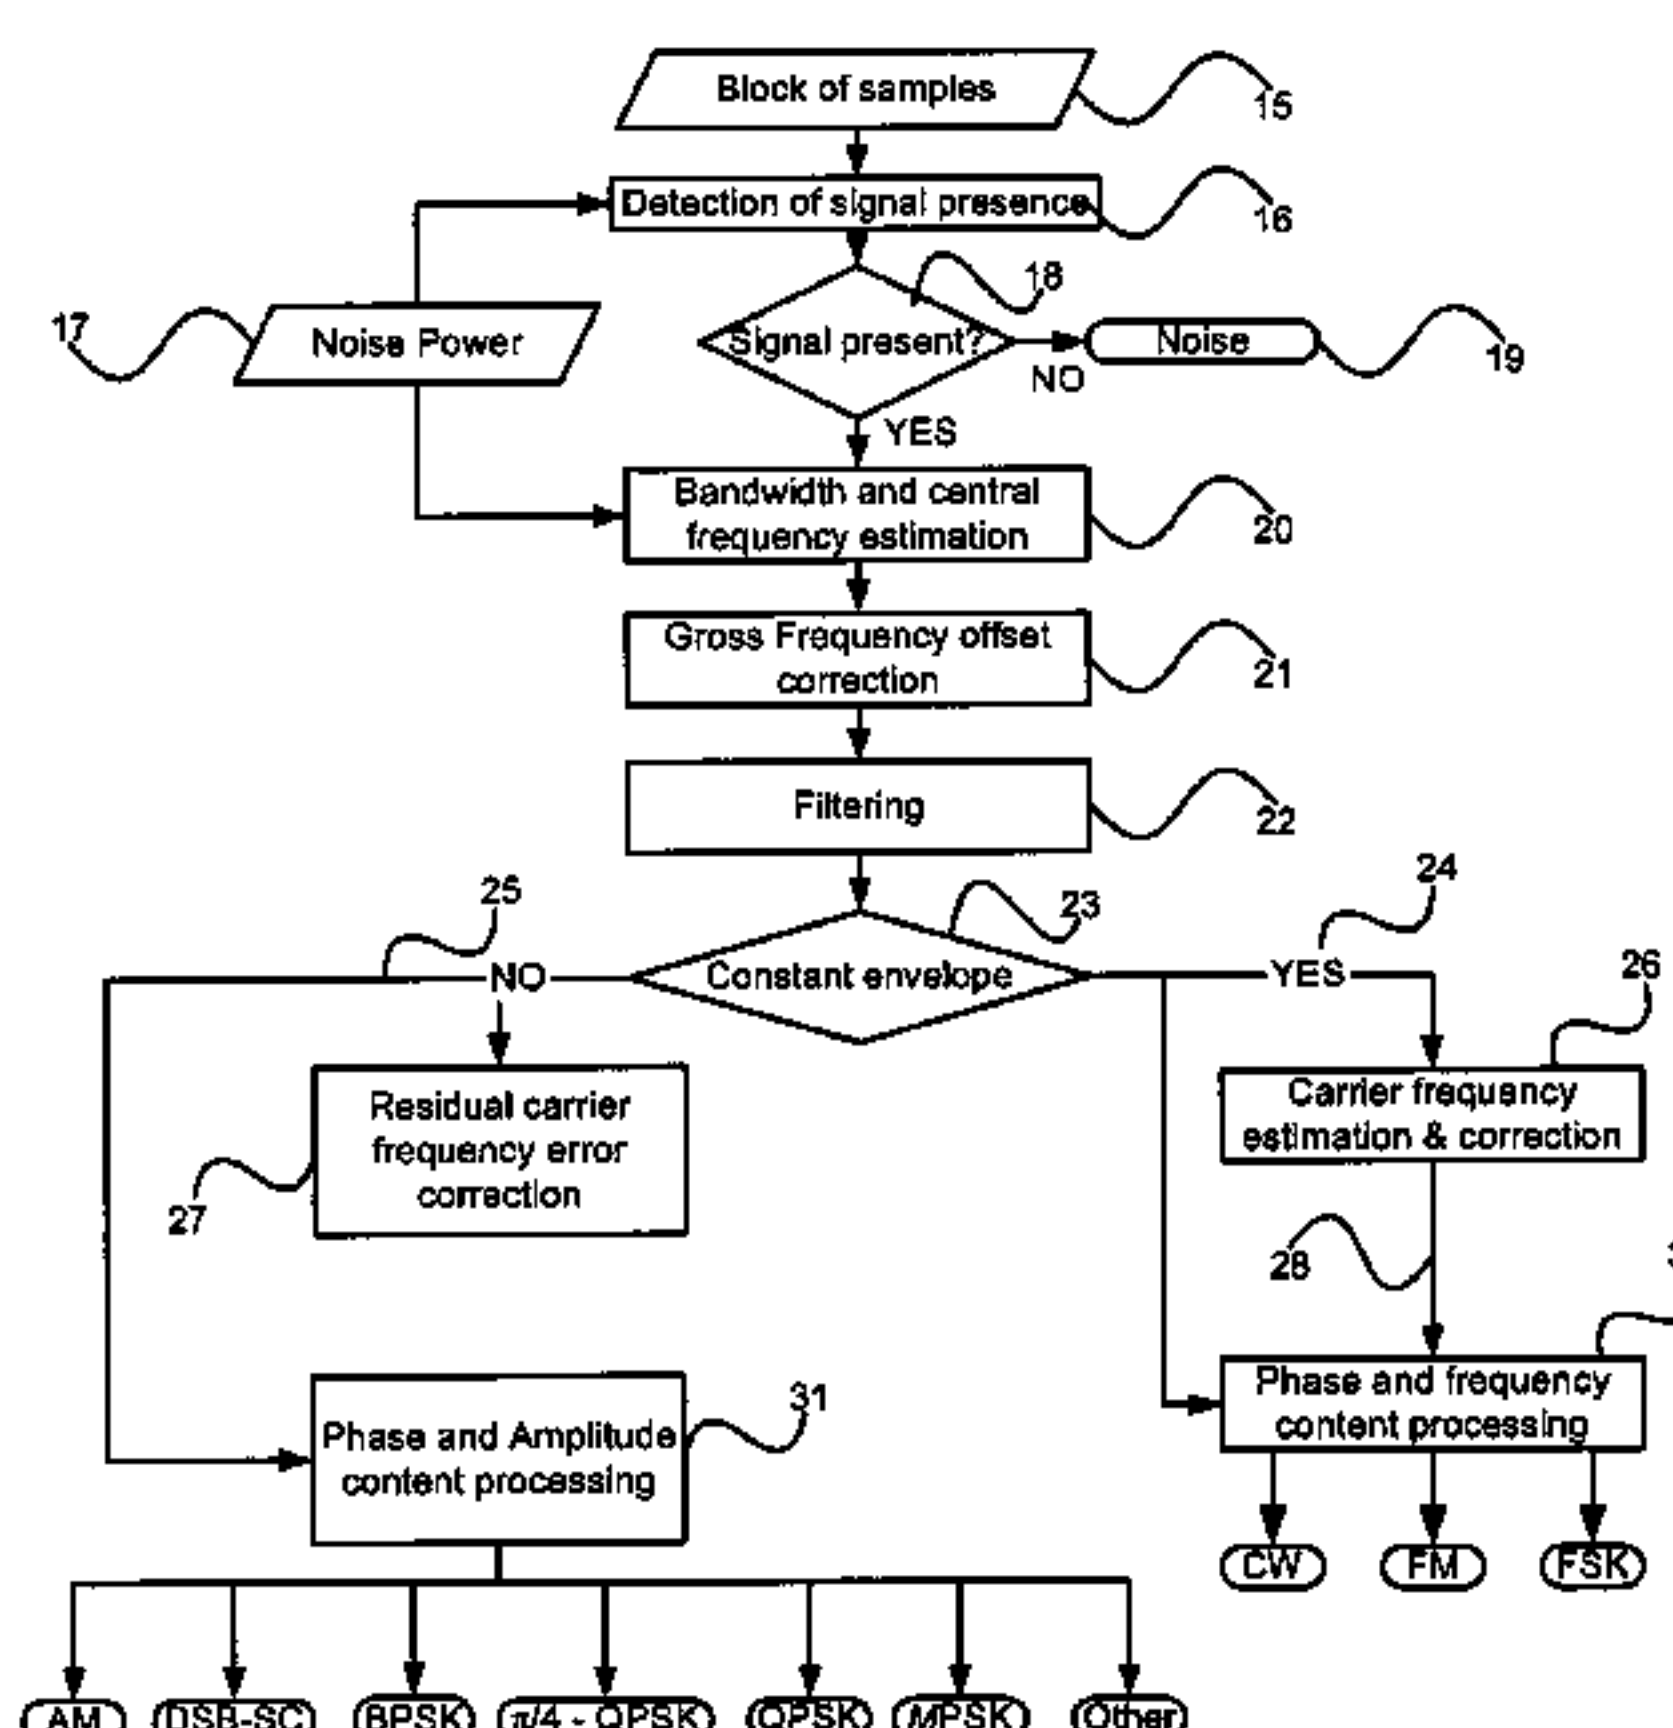 Block of samples
15
Detection of signal presence
16
18
17
Noise Power
Signal present?
Noise
19
NO
YES
Bandwidth and central
frequency estimation
20
Gross Frequency offset
correction
21
Filtering
22
24
25
23
NO
Constant envelope
YES
26
Residual carrier
frequency error
correction
27
Carrier frequency
estimation & correction
28
Phase and frequency
content processing
31
Phase and Amplitude
content processing
CW
FM
FSK
AM
DSB-SC
BPSK
π/4 - QPSK
QPSK
MPSK
Other